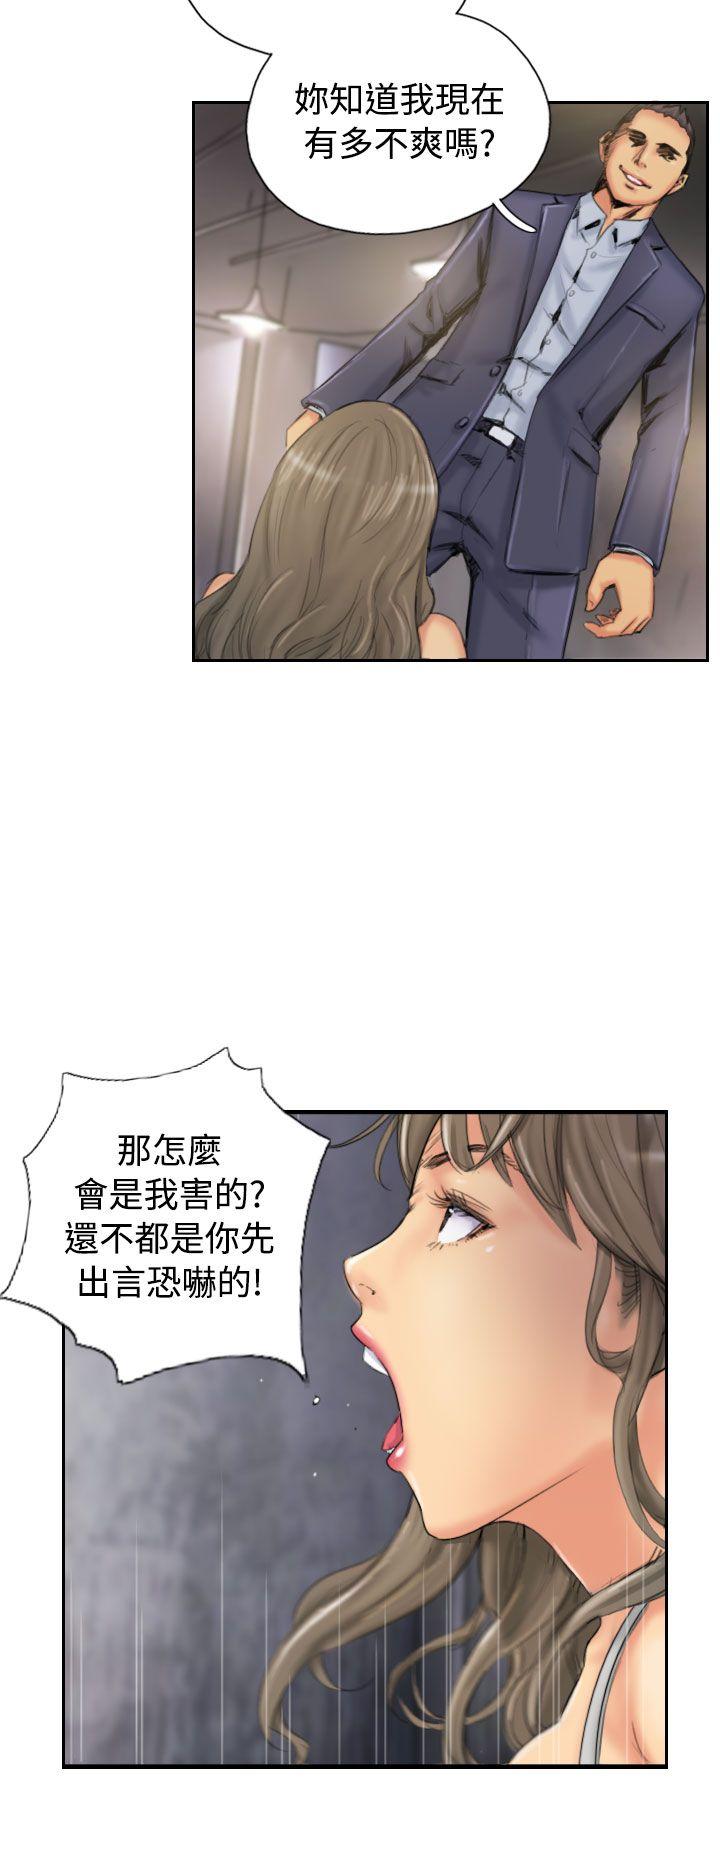 妳知道我現在
有多不爽嗎?
那怎麼
會是我害的?
還不都是你先
出言恐嚇的!